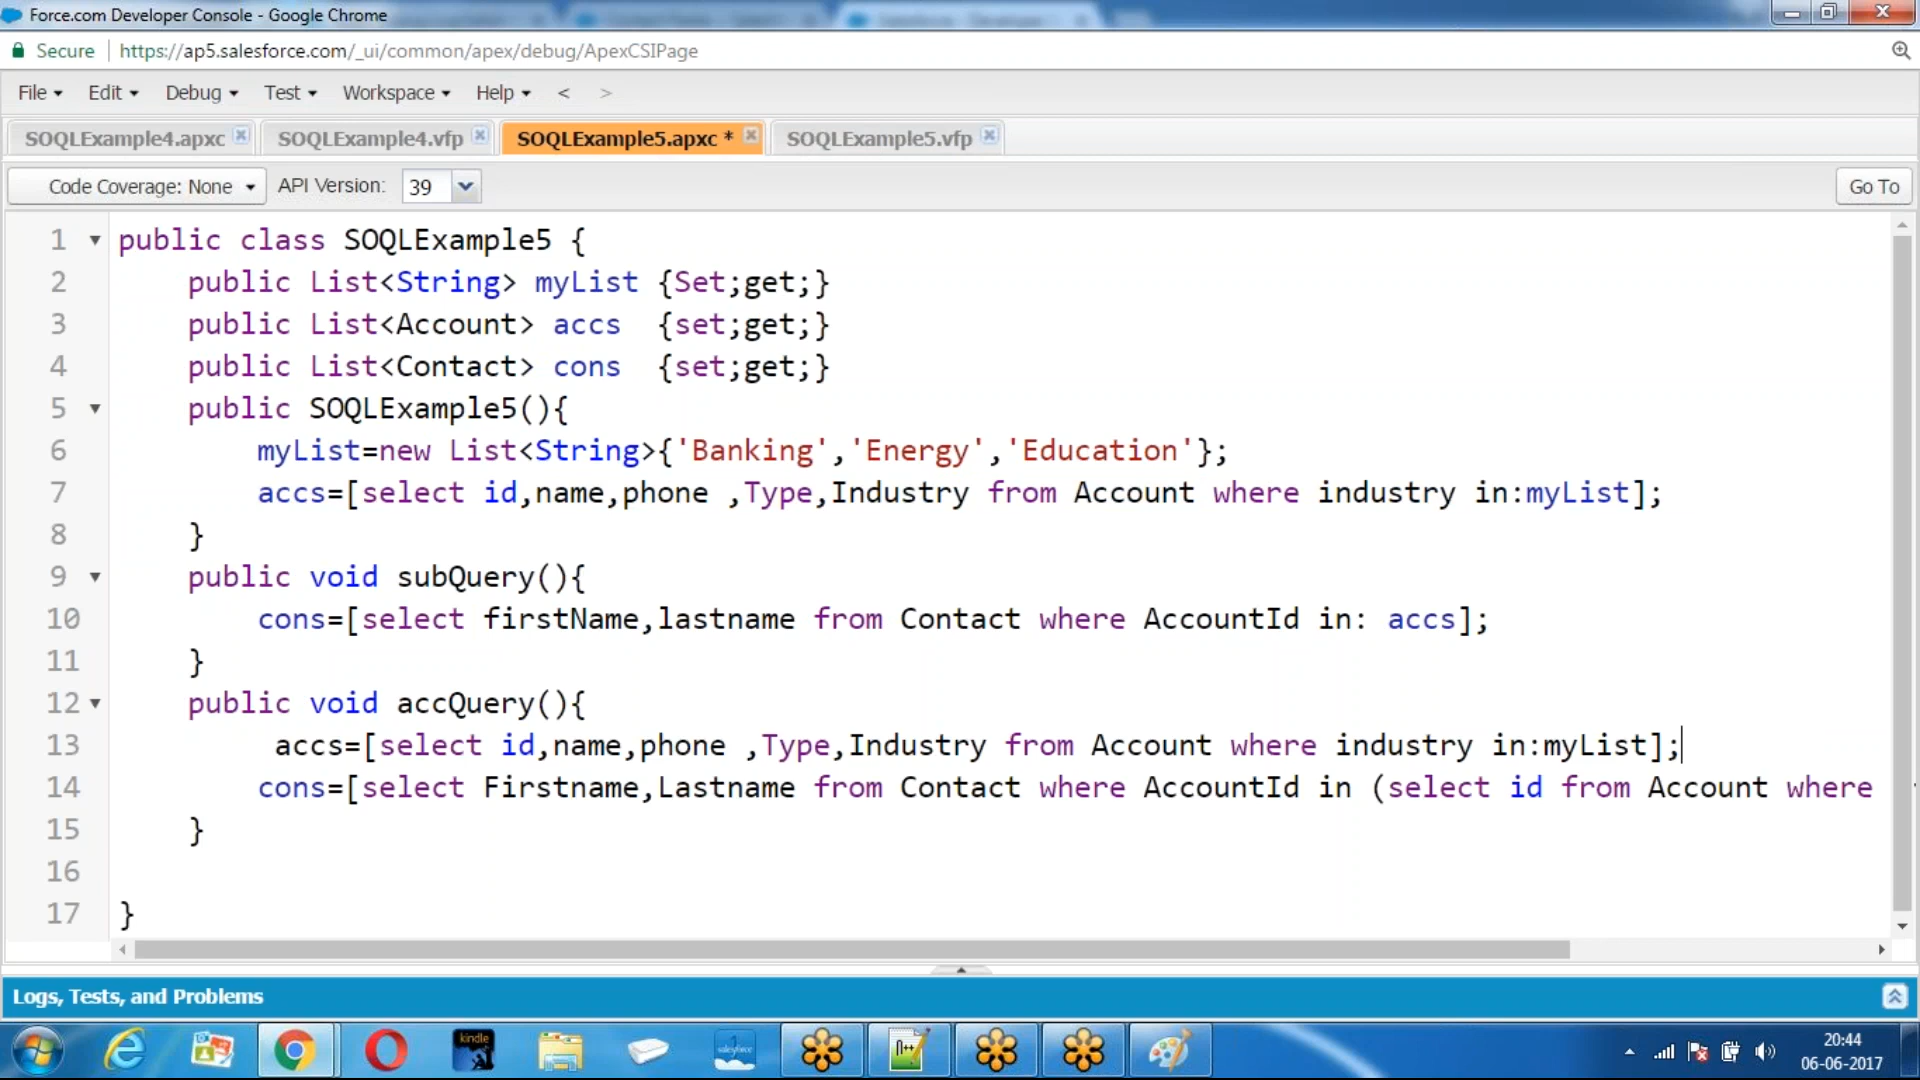 Force.com Developer Console - Google Chrome
Secure https://ap5.salesforce.com/_ui/common/apex/debug/ApexCSIPage
File Edit Debug Test Workspace Help < >
SOQLExample4.apxc SOQLExample4.vfp SOQLExample5.apxc * SOQLExample5.vfp
Code Coverage: None API Version: 39 Go To
1 public class SOQLExample5 {
2 public List<String> myList {Set;get;}
3 public List<Account> accs {set;get;}
4 public List<Contact> cons {set;get;}
5 public SOQLExample5(){
6 myList=new List<String>{'Banking','Energy','Education'};
7 accs=[select id,name,phone ,Type,Industry from Account where industry in:myList];
8 }
9 public void subQuery(){
10 cons=[select firstName,lastname from Contact where AccountId in: accs];
11 }
12 public void accQuery(){
13 accs=[select id,name,phone ,Type,Industry from Account where industry in:myList];
14 cons=[select Firstname,Lastname from Contact where AccountId in (select id from Account where
15 }
16
17 }
Logs, Tests, and Problems
kindle
salesforce
20:44
06-06-2017